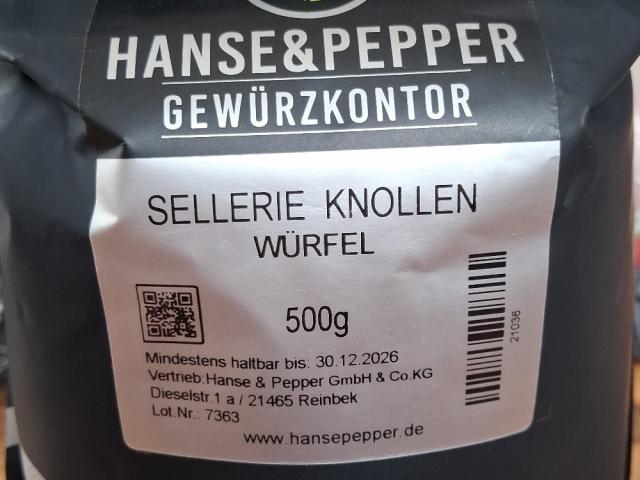 HANSE&PEPPER
GEWÜRZKONTOR
SELLERIE KNOLLEN
WÜRFEL
500g
21036
Mindestens haltbar bis: 30.12.2026
Vertrieb:Hanse & Pepper GmbH & Co.KG
Dieselstr.1 a / 21465 Reinbek
Lot.Nr.: 7363
www.hansepepper.de